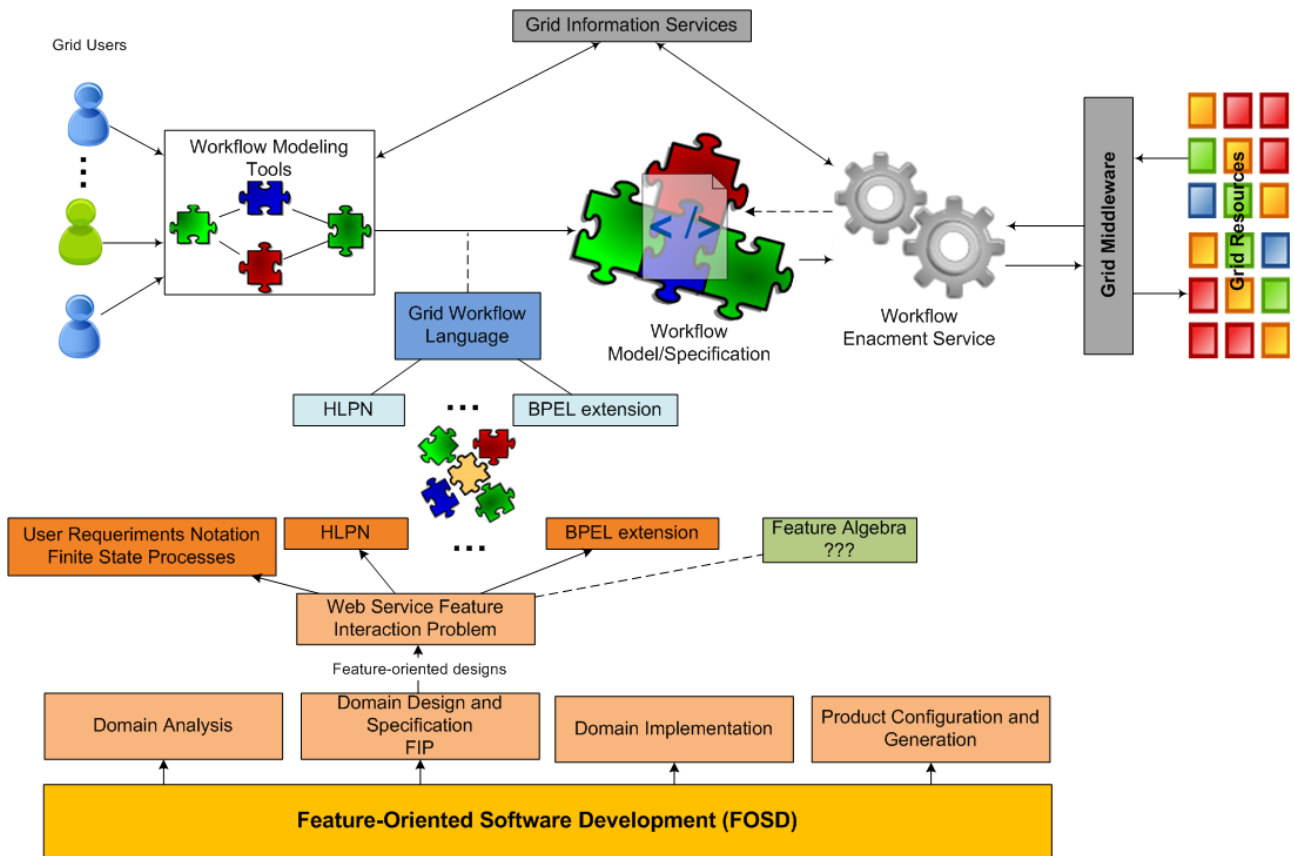 Grid Information Services
Grid Users
Workflow Modeling
Tools
< />
Grid Middleware
Grid Resources
Grid Workflow
Language
Workflow
Model/Specification
Workflow
Enacment Service
HLPN
...
BPEL extension
User Requeriments Notation
Finite State Processes
HLPN
...
BPEL extension
Feature Algebra
???
Web Service Feature
Interaction Problem
Feature-oriented designs
Domain Analysis
Domain Design and
Specification
FIP
Domain Implementation
Product Configuration and
Generation
Feature-Oriented Software Development (FOSD)